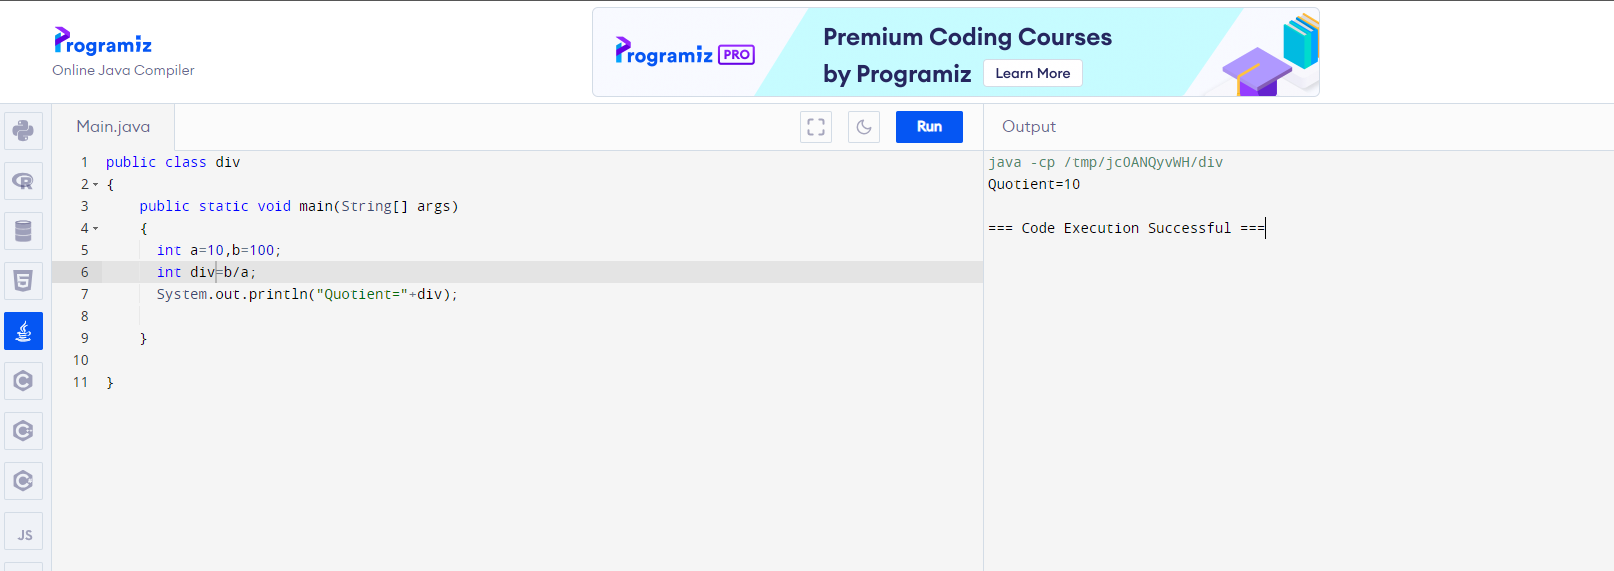 Programiz
Online Java Compiler
Programiz PRO
Premium Coding Courses
by Programiz
Learn More
Main.java
Run
Output
1 public class div
2 {
3 public static void main(String[] args)
4 {
5 int a=10,b=100;
6 int div=b/a;
7 System.out.println("Quotient="+div);
8
9 }
10
11 }
java -cp /tmp/jcOANQyvWH/div
Quotient=10
=== Code Execution Successful ===
JS